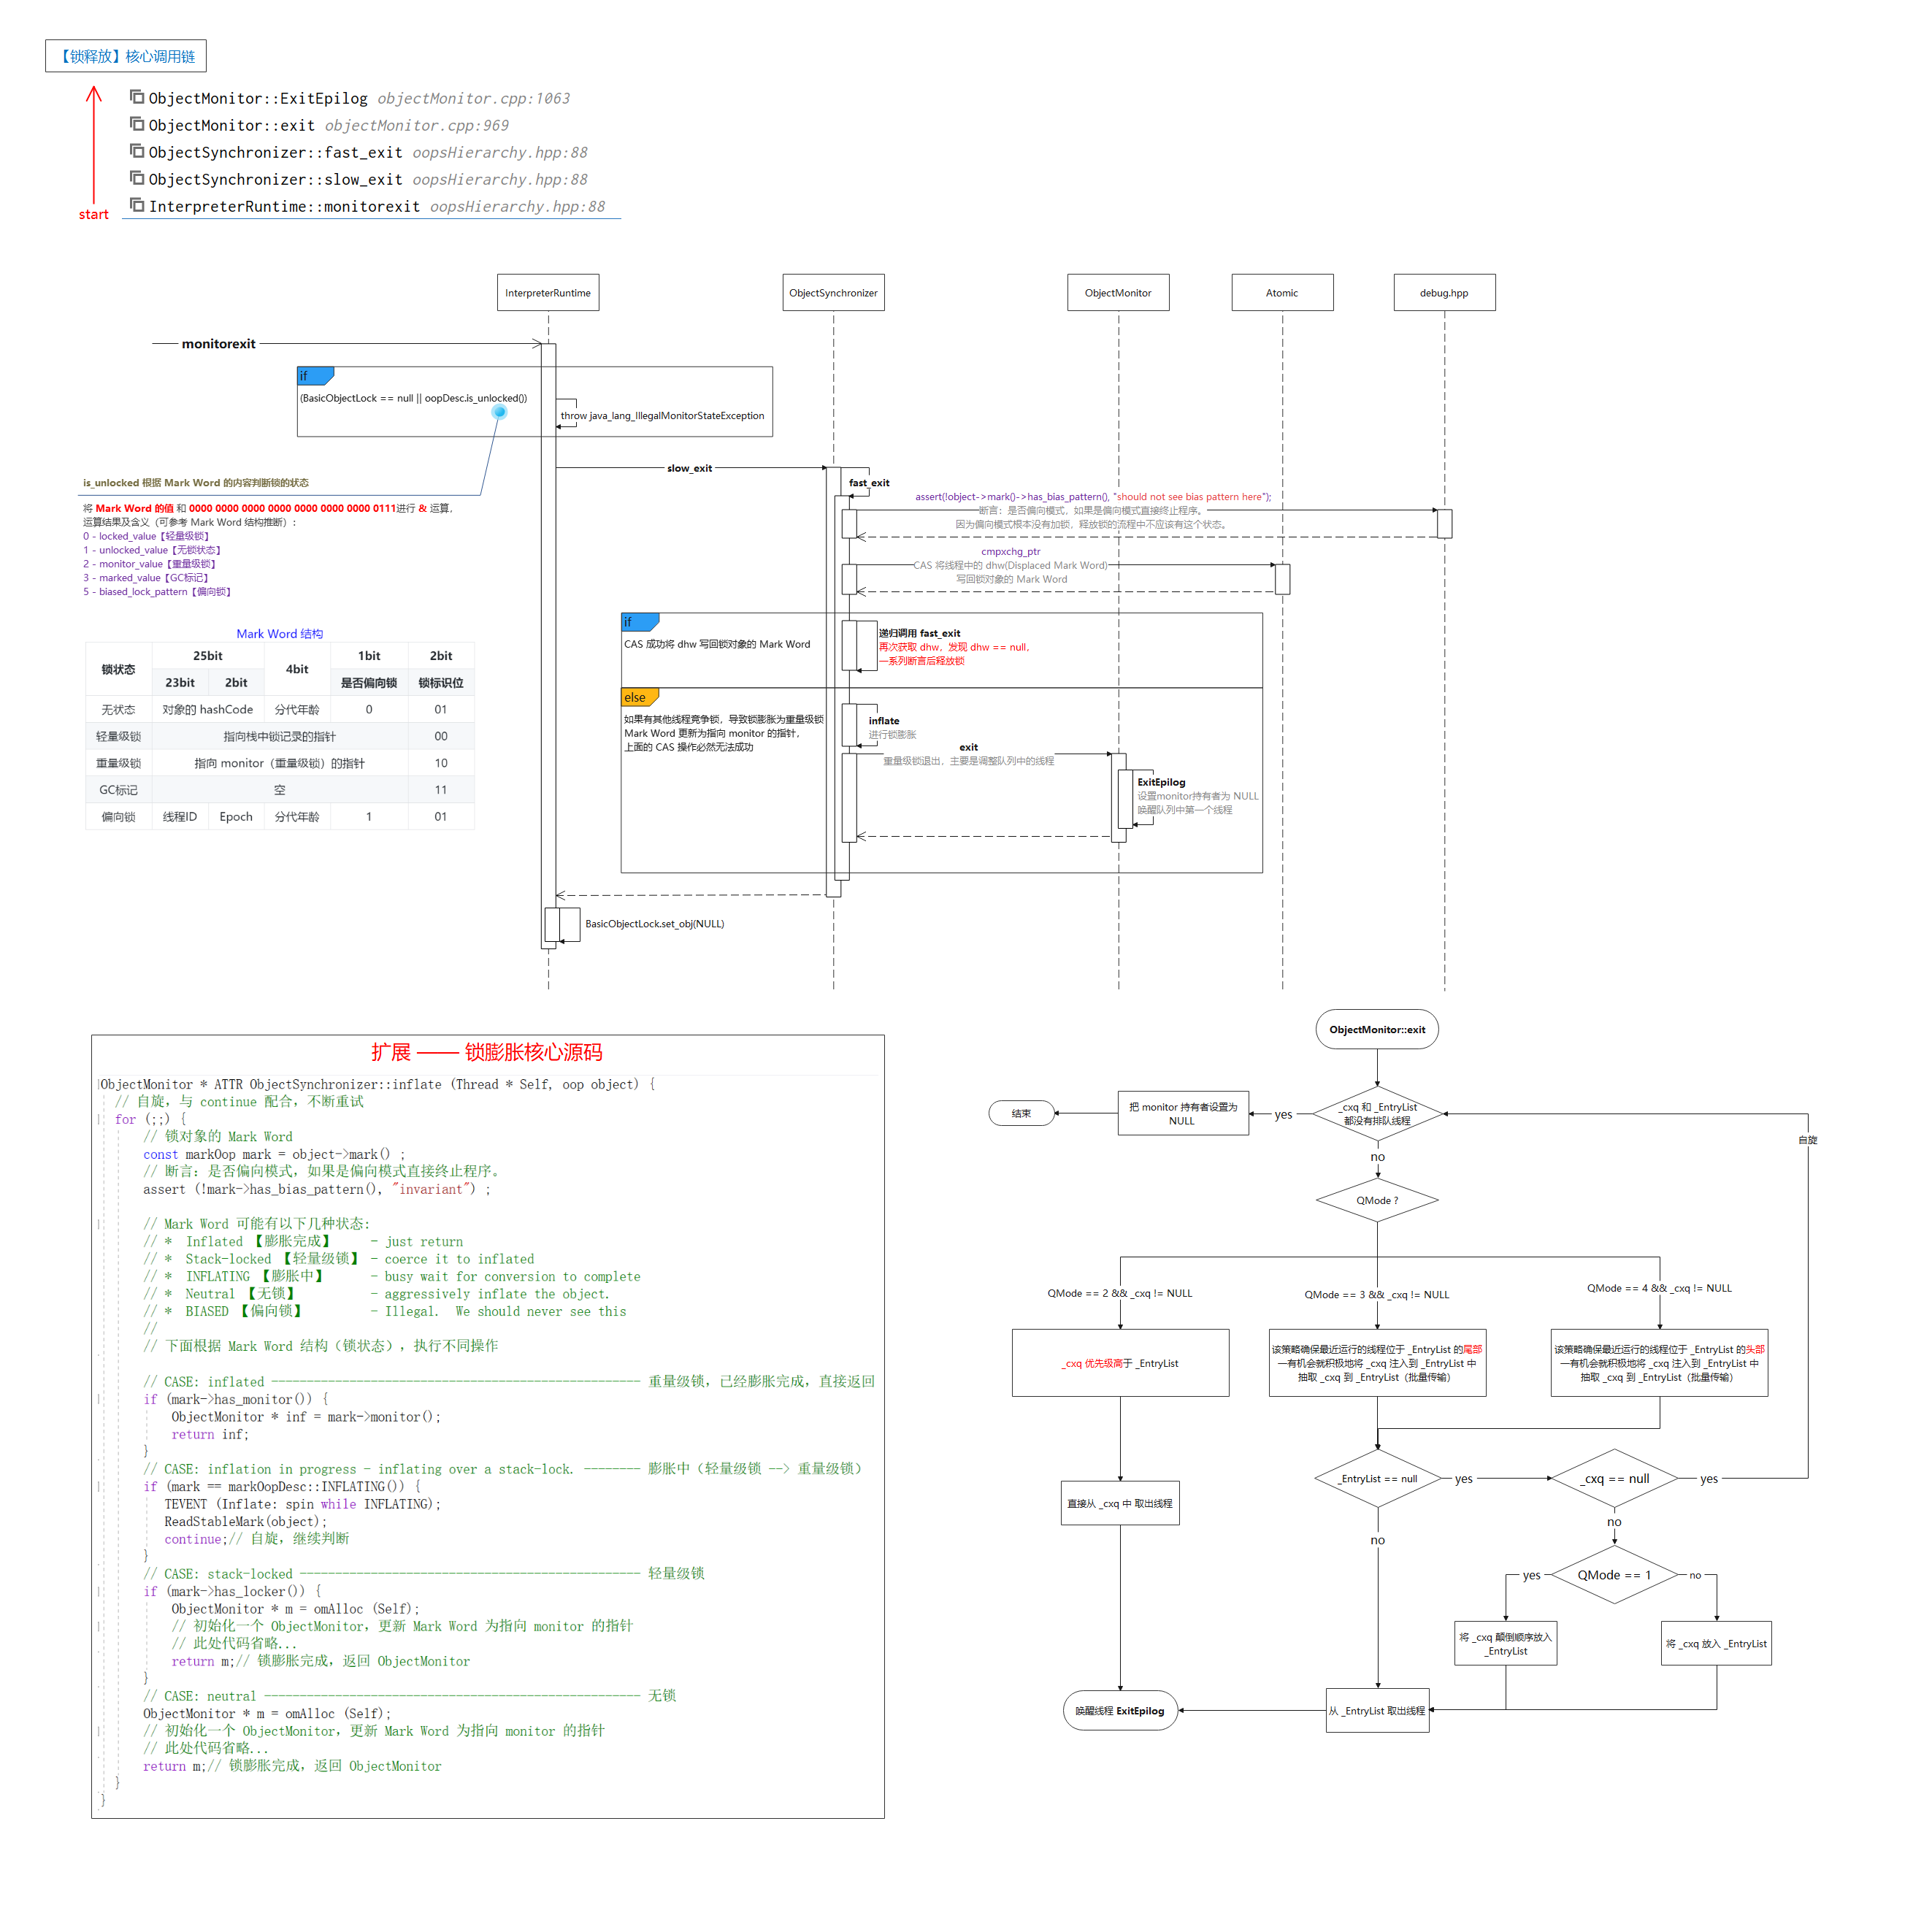 【锁释放】核心调用链
ObjectMonitor::ExitEpilog objectMonitor.cpp:1063
ObjectMonitor::exit objectMonitor.cpp:969
ObjectSynchronizer::fast_exit oopsHierarchy.hpp:88
ObjectSynchronizer::slow_exit oopsHierarchy.hpp:88
InterpreterRuntime::monitorexit oopsHierarchy.hpp:88
start
InterpreterRuntime
ObjectSynchronizer
ObjectMonitor
Atomic
debug.hpp
monitorexit
if
(BasicObjectLock == null || oopDesc.is_unlocked())
throw java_lang_IllegalMonitorStateException
slow_exit
fast_exit
is_unlocked 根据 Mark Word 的内容判断锁的状态
将 Mark Word 的值 和 0000 0000 0000 0000 0000 0000 0000 0111进行 & 运算，
运算结果及含义（可参考 Mark Word 结构推断）：
0 - locked_value【轻量级锁】
1 - unlocked_value【无锁状态】
2 - monitor_value【重量级锁】
3 - marked_value【GC标记】
5 - biased_lock_pattern【偏向锁】
assert(!object->mark()->has_bias_pattern(), "should not see bias pattern here");
断言：是否偏向模式，如果是偏向模式直接终止程序。
因为偏向模式根本没有加锁，释放锁的流程中不应该有这个状态。
cmpxchg_ptr
CAS 将线程中的 dhw(Displaced Mark Word)
写回锁对象的 Mark Word
if
CAS 成功将 dhw 写回锁对象的 Mark Word
递归调用 fast_exit
再次获取 dhw，发现 dhw == null，
一系列断言后释放锁
else
如果有其他线程竞争锁，导致锁膨胀为重量级锁
Mark Word 更新为指向 monitor 的指针，
上面的 CAS 操作必然无法成功
inflate
进行锁膨胀
exit
重量级锁退出，主要是调整队列中的线程
ExitEpilog
设置monitor持有者为 NULL
唤醒队列中第一个线程
BasicObjectLock.set_obj(NULL)
Mark Word 结构
锁状态 25bit 4bit 1bit 2bit
23bit 2bit 是否偏向锁 锁标识位
无状态 对象的 hashCode 分代年龄 0 01
轻量级锁 指向栈中锁记录的指针 00
重量级锁 指向 monitor（重量级锁）的指针 10
GC标记 空 11
偏向锁 线程ID Epoch 分代年龄 1 01
扩展 —— 锁膨胀核心源码
ObjectMonitor * ATTR ObjectSynchronizer::inflate (Thread * Self, oop object) {
// 自旋，与 continue 配合，不断重试
for (;;) {
// 锁对象的 Mark Word
const markOop mark = object->mark() ;
// 断言：是否偏向模式，如果是偏向模式直接终止程序。
assert (!mark->has_bias_pattern(), "invariant") ;
// Mark Word 可能有以下几种状态:
// * Inflated 【膨胀完成】 - just return
// * Stack-locked 【轻量级锁】 - coerce it to inflated
// * INFLATING 【膨胀中】 - busy wait for conversion to complete
// * Neutral 【无锁】 - aggressively inflate the object.
// * BIASED 【偏向锁】 - Illegal. We should never see this
//
// 下面根据 Mark Word 结构（锁状态），执行不同操作
// CASE: inflated ---------------------------------------------------- 重量级锁，已经膨胀完成，直接返回
if (mark->has_monitor()) {
ObjectMonitor * inf = mark->monitor();
return inf;
}
// CASE: inflation in progress - inflating over a stack-lock. -------- 膨胀中（轻量级锁 --> 重量级锁）
if (mark == markOopDesc::INFLATING()) {
TEVENT (Inflate: spin while INFLATING);
ReadStableMark(object);
continue;// 自旋，继续判断
}
// CASE: stack-locked ------------------------------------------------ 轻量级锁
if (mark->has_locker()) {
ObjectMonitor * m = omAlloc (Self);
// 初始化一个 ObjectMonitor，更新 Mark Word 为指向 monitor 的指针
// 此处代码省略...
return m;// 锁膨胀完成，返回 ObjectMonitor
}
// CASE: neutral ----------------------------------------------------- 无锁
ObjectMonitor * m = omAlloc (Self);
// 初始化一个 ObjectMonitor，更新 Mark Word 为指向 monitor 的指针
// 此处代码省略...
return m;// 锁膨胀完成，返回 ObjectMonitor
}
}
ObjectMonitor::exit
_cxq 和 _EntryList
都没有排队线程
yes
把 monitor 持有者设置为
NULL
结束
自旋
no
QMode ?
QMode == 2 && _cxq != NULL
QMode == 3 && _cxq != NULL
QMode == 4 && _cxq != NULL
_cxq 优先级高于 _EntryList
该策略确保最近运行的线程位于 _EntryList 的尾部
一有机会就积极地将 _cxq 注入到 _EntryList 中
抽取 _cxq 到 _EntryList（批量传输）
该策略确保最近运行的线程位于 _EntryList 的头部
一有机会就积极地将 _cxq 注入到 _EntryList 中
抽取 _cxq 到 _EntryList（批量传输）
直接从 _cxq 中 取出线程
_EntryList == null
yes
_cxq == null
yes
no
no
QMode == 1
yes
no
将 _cxq 颠倒顺序放入
_EntryList
将 _cxq 放入 _EntryList
从 _EntryList 取出线程
唤醒线程 ExitEpilog